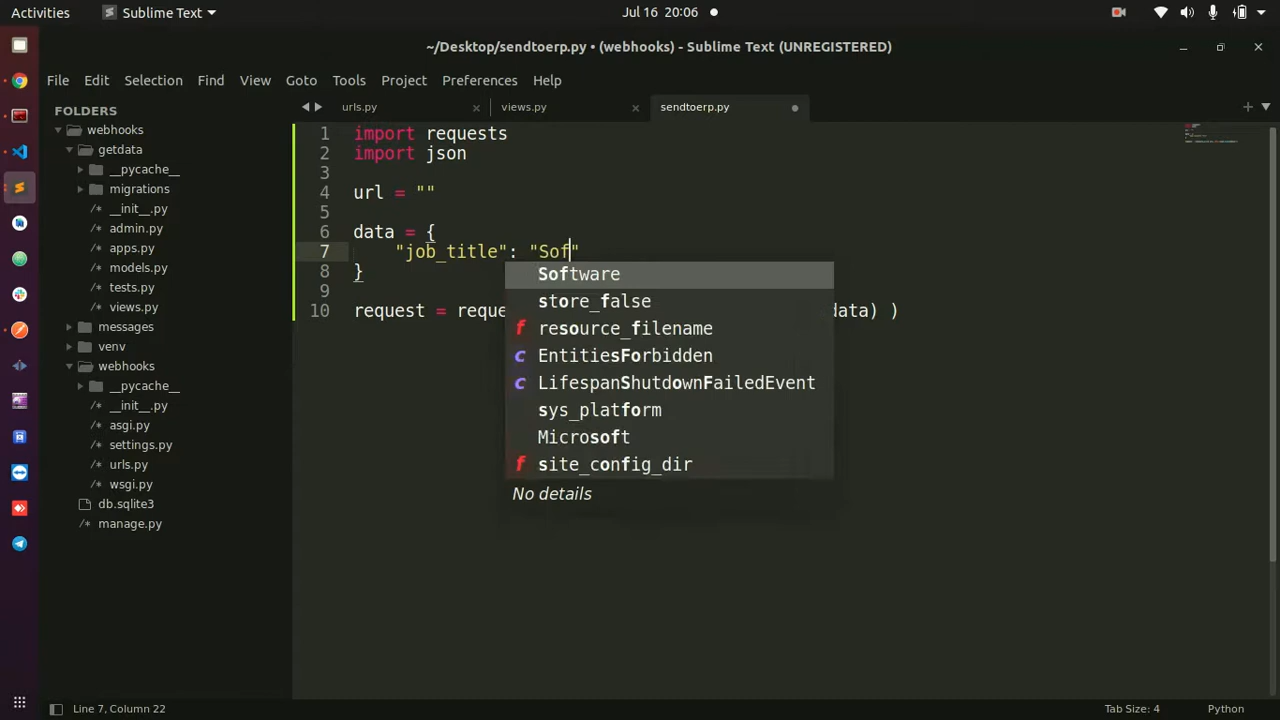 Activities
Sublime Text
Jul 16 20:06
~/Desktop/sendtoerp.py • (webhooks) - Sublime Text (UNREGISTERED)
File Edit Selection Find View Goto Tools Project Preferences Help
FOLDERS
webhooks
getdata
__pycache__
migrations
/* __init__.py
/* admin.py
/* apps.py
/* models.py
/* tests.py
/* views.py
messages
venv
webhooks
__pycache__
/* __init__.py
/* asgi.py
/* settings.py
/* urls.py
/* wsgi.py
db.sqlite3
/* manage.py
urls.py
views.py
sendtoerp.py
1 import requests
2 import json
3
4 url = ""
5
6 data = {
7 "job_title": "Sof"
8 }
9
10 request = reque data) )
Software
store_false
f resource_filename
c EntitiesForbidden
c LifespanShutdownFailedEvent
sys_platform
Microsoft
f site_config_dir
No details
Line 7, Column 22
Tab Size: 4
Python